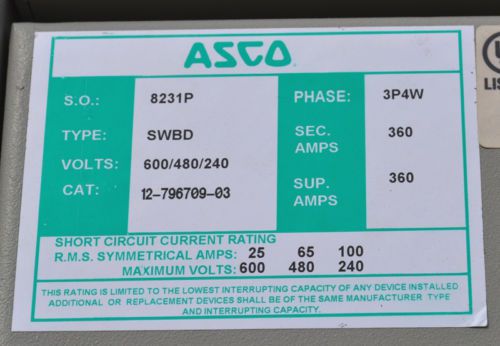 ASCO
S.O.: 8231P PHASE: 3P4W
TYPE: SWBD SEC. AMPS 360
VOLTS: 600/480/240
CAT: 12-796709-03 SUP. AMPS 360
SHORT CIRCUIT CURRENT RATING
R.M.S. SYMMETRICAL AMPS: 25 65 100
MAXIMUM VOLTS: 600 480 240
THIS RATING IS LIMITED TO THE LOWEST INTERRUPTING CAPACITY OF ANY DEVICE INSTALLED
ADDITIONAL OR REPLACEMENT DEVICES SHALL BE OF THE SAME MANUFACTURER TYPE
AND INTERRUPTING CAPACITY.
LIS